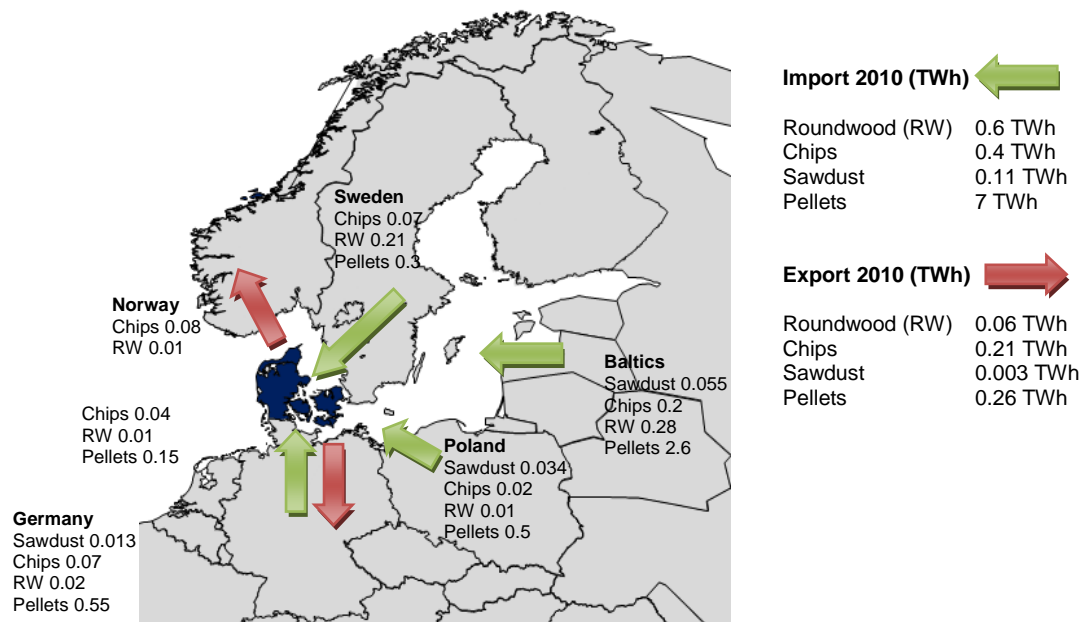 Sweden
Chips 0.07
RW 0.21
Pellets 0.3
Norway
Chips 0.08
RW 0.01
Chips 0.04
RW 0.01
Pellets 0.15
Germany
Sawdust 0.013
Chips 0.07
RW 0.02
Pellets 0.55
Poland
Sawdust 0.034
Chips 0.02
RW 0.01
Pellets 0.5
Baltics
Sawdust 0.055
Chips 0.2
RW 0.28
Pellets 2.6
Import 2010 (TWh)
Roundwood (RW) 0.6 TWh
Chips 0.4 TWh
Sawdust 0.11 TWh
Pellets 7 TWh
Export 2010 (TWh)
Roundwood (RW) 0.06 TWh
Chips 0.21 TWh
Sawdust 0.003 TWh
Pellets 0.26 TWh